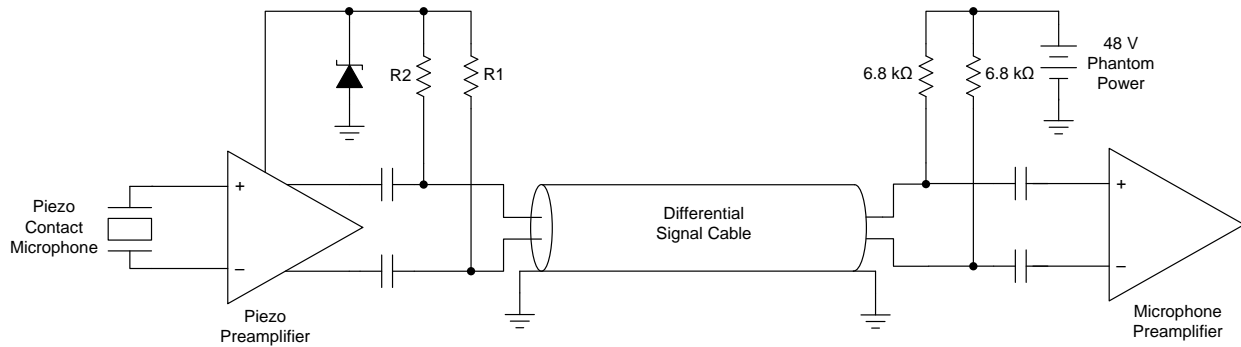 R2
R1
6.8 kΩ
6.8 kΩ
48 V
Phantom
Power
Piezo
Contact
Microphone
+
–
Piezo
Preamplifier
Differential
Signal Cable
+
–
Microphone
Preamplifier